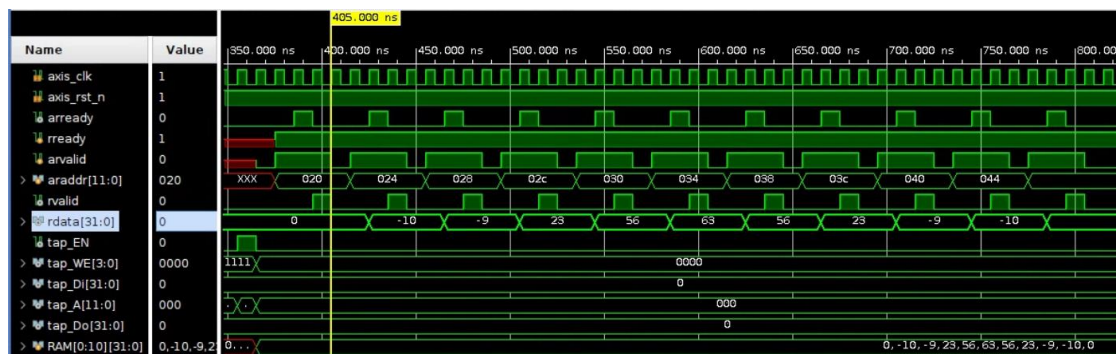 405.000 ns
Name Value 350.000 ns 400.000 ns 450.000 ns 500.000 ns 550.000 ns 600.000 ns 650.000 ns 700.000 ns 750.000 ns 800.00
axis_clk 1
axis_rst_n 1
arready 0
rready 1
arvalid 0
araddr[11:0] 020 XXX 020 024 028 02c 030 034 038 03c 040 044
rvalid 0
rdata[31:0] 0 0 -10 -9 23 56 63 56 23 -9 -10
tap_EN 0
tap_WE[3:0] 0000 1111 0000
tap_Di[31:0] 0 0
tap_A[11:0] 000 . . 000
tap_Do[31:0] 0 0
RAM[0:10][31:0] 0,-10,-9,2 0... 0,-10,-9,23,56,63,56,23,-9,-10,0